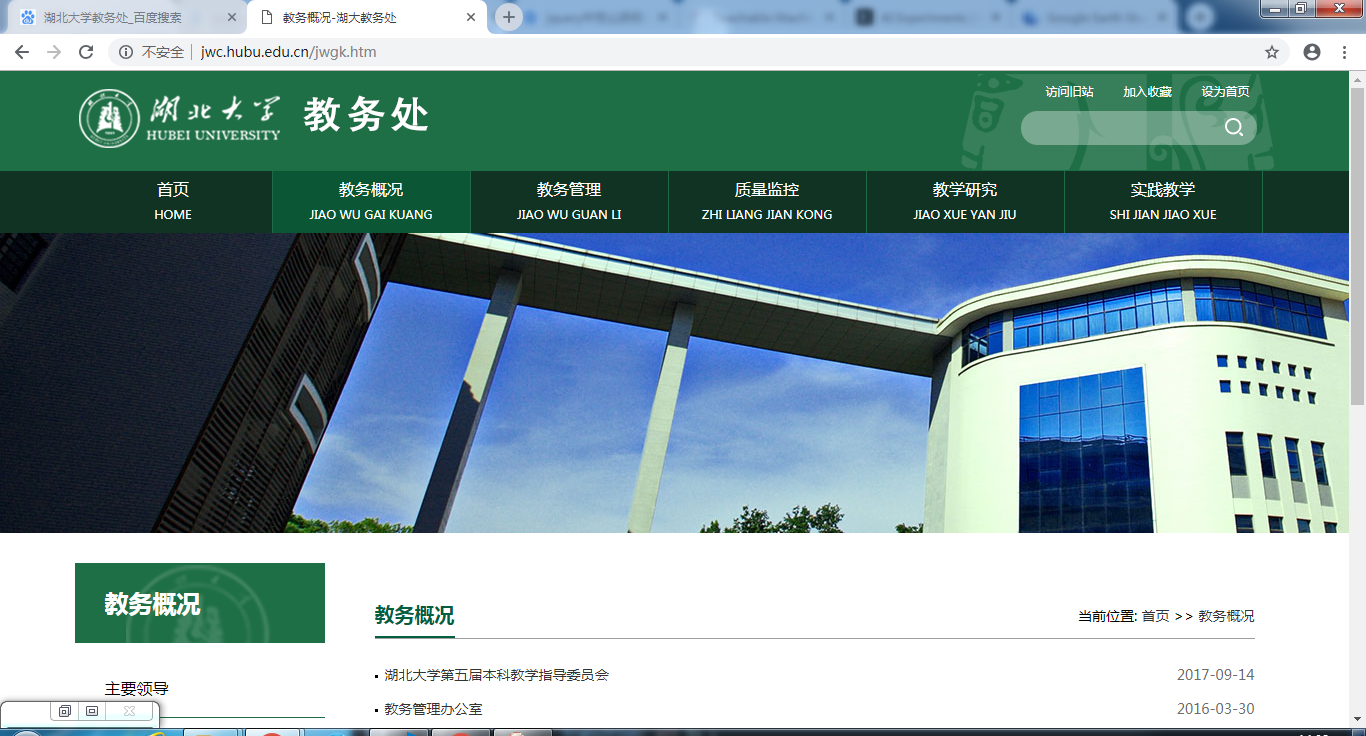 湖北大学教务处_百度搜索
教务概况-湖大教务处
不安全
jwc.hubu.edu.cn/jwgk.htm
湖北大学
HUBEI UNIVERSITY
教务处
访问旧站
加入收藏
设为首页
首页
HOME
教务概况
JIAO WU GAI KUANG
教务管理
JIAO WU GUAN LI
质量监控
ZHI LIANG JIAN KONG
教学研究
JIAO XUE YAN JIU
实践教学
SHI JIAN JIAO XUE
教务概况
主要领导
教务概况
当前位置: 首页 >> 教务概况
湖北大学第五届本科教学指导委员会 2017-09-14
教务管理办公室 2016-03-30